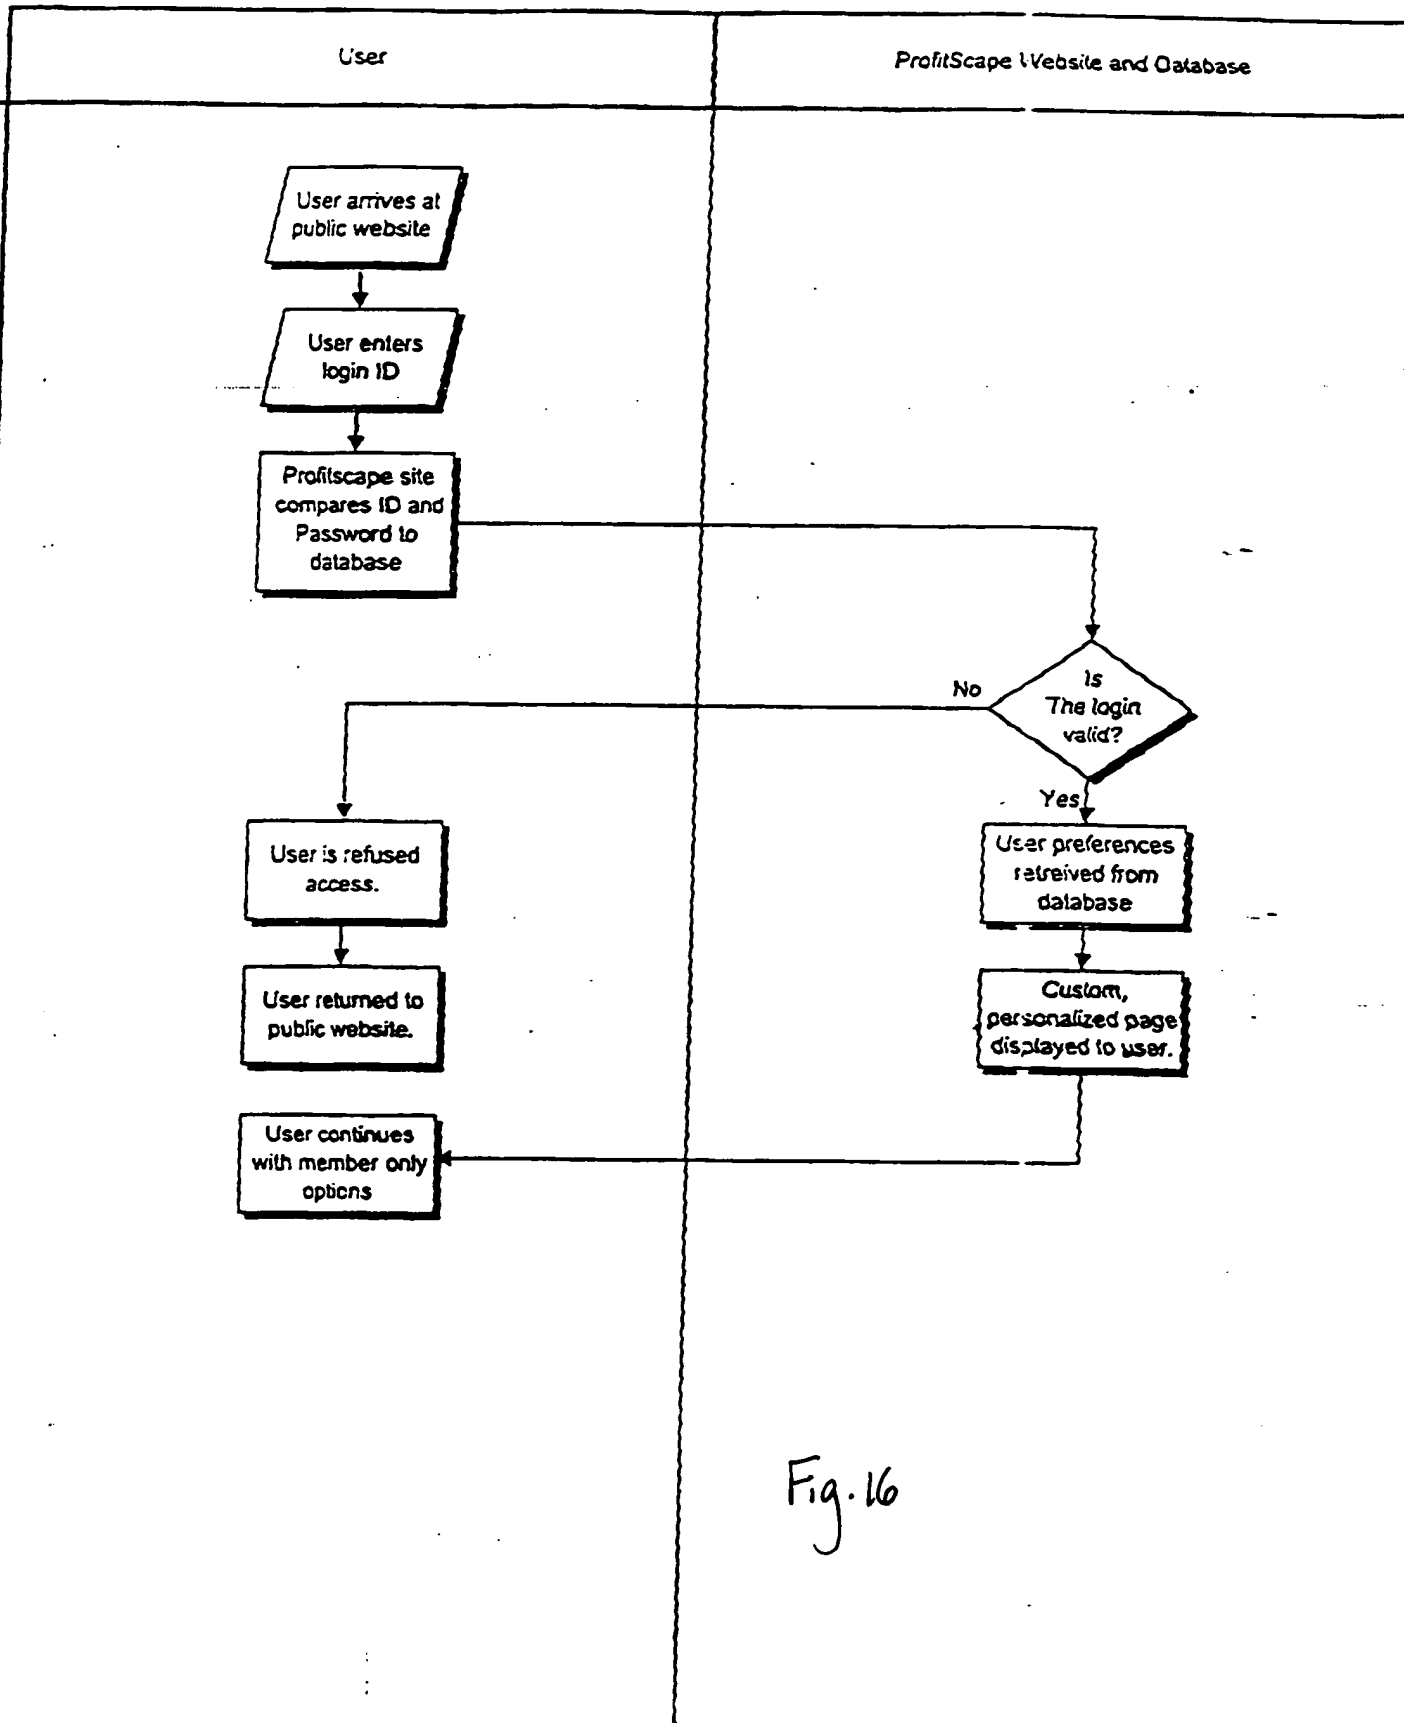 User
ProfitScape Website and Database
User arrives at
public website
User enters
login ID
Profitscape site
compares ID and
Password to
database
Is
The login
valid?
No
Yes
User is refused
access.
User preferences
retreived from
database
User returned to
public website.
Custom,
personalized page
displayed to user.
User continues
with member only
options
Fig. 16